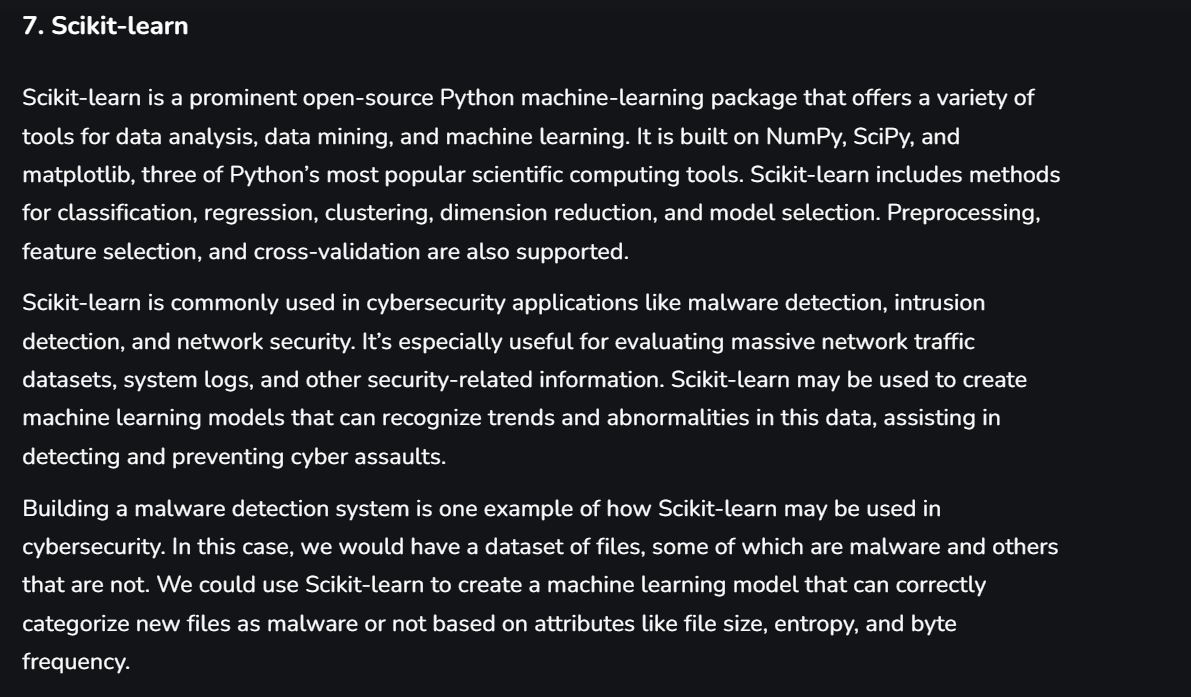 7. Scikit-learn
Scikit-learn is a prominent open-source Python machine-learning package that offers a variety of
tools for data analysis, data mining, and machine learning. It is built on NumPy, SciPy, and
matplotlib, three of Python’s most popular scientific computing tools. Scikit-learn includes methods
for classification, regression, clustering, dimension reduction, and model selection. Preprocessing,
feature selection, and cross-validation are also supported.
Scikit-learn is commonly used in cybersecurity applications like malware detection, intrusion
detection, and network security. It’s especially useful for evaluating massive network traffic
datasets, system logs, and other security-related information. Scikit-learn may be used to create
machine learning models that can recognize trends and abnormalities in this data, assisting in
detecting and preventing cyber assaults.
Building a malware detection system is one example of how Scikit-learn may be used in
cybersecurity. In this case, we would have a dataset of files, some of which are malware and others
that are not. We could use Scikit-learn to create a machine learning model that can correctly
categorize new files as malware or not based on attributes like file size, entropy, and byte
frequency.